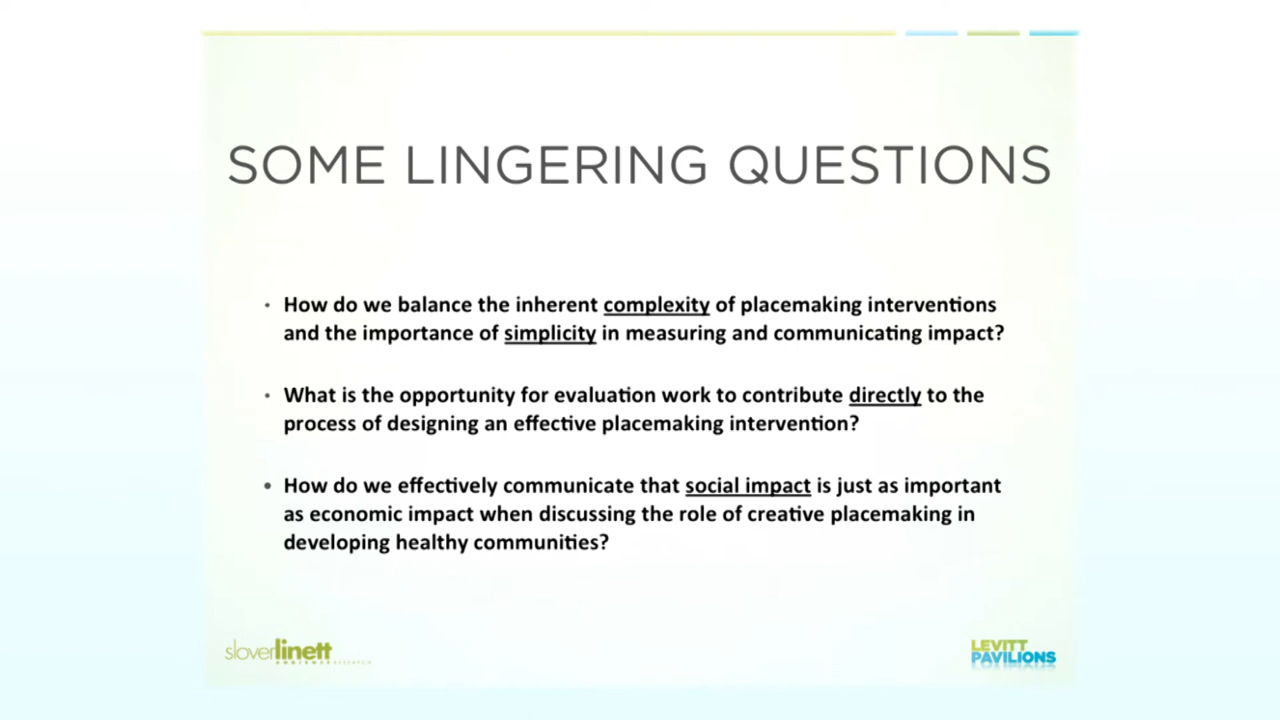 SOME LINGERING QUESTIONS
• How do we balance the inherent complexity of placemaking interventions
and the importance of simplicity in measuring and communicating impact?
• What is the opportunity for evaluation work to contribute directly to the
process of designing an effective placemaking intervention?
• How do we effectively communicate that social impact is just as important
as economic impact when discussing the role of creative placemaking in
developing healthy communities?
sloverlinett
AUDIENCE RESEARCH
LEVITT
PAVILIONS